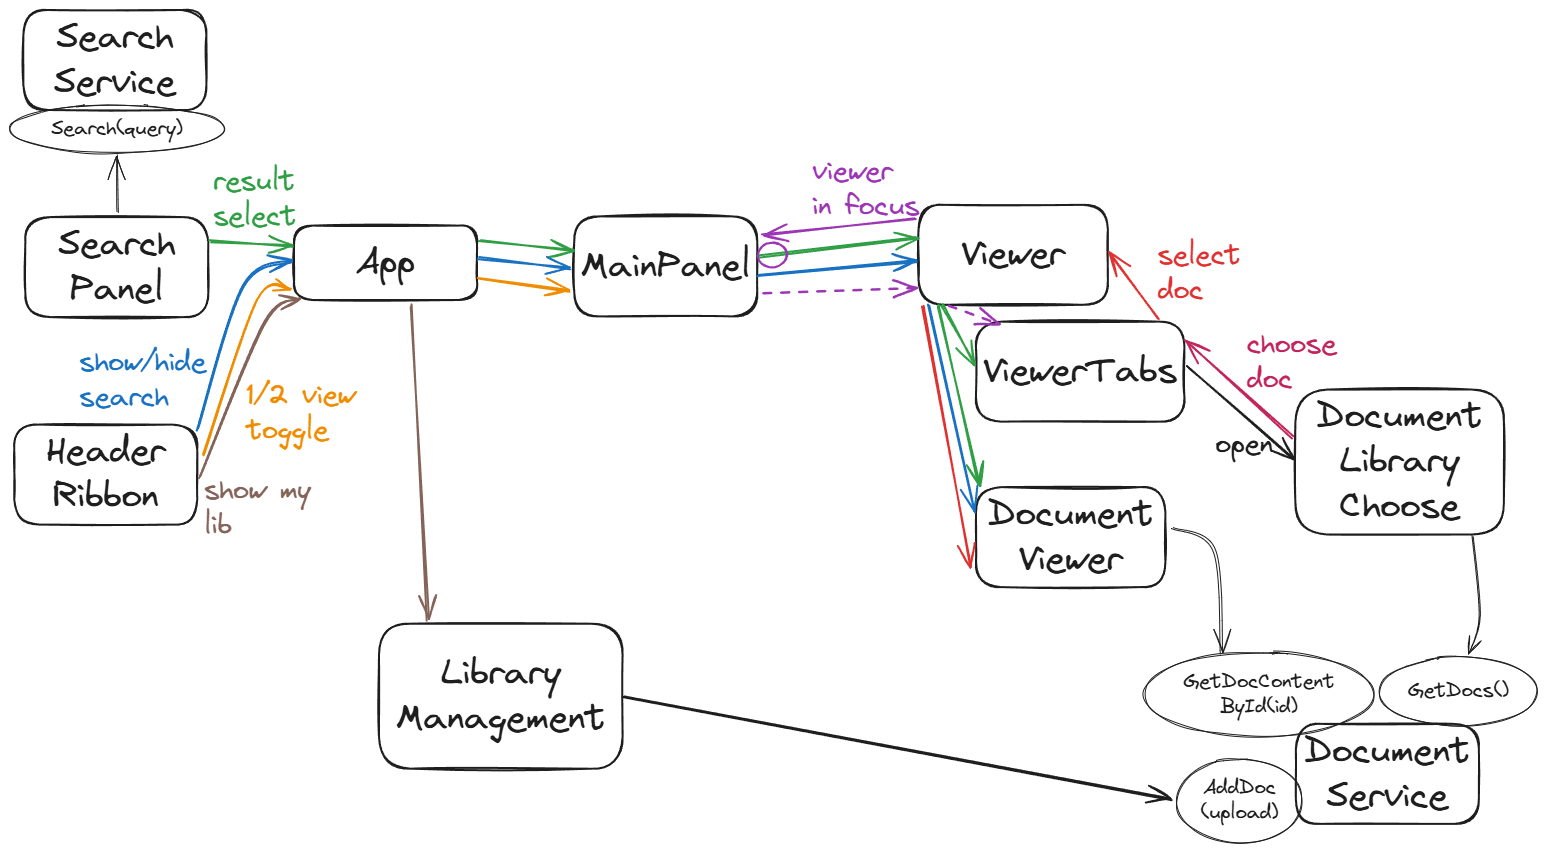 Search
Service
Search(query)
result
select
viewer
in focus
Search
Panel
App
MainPanel
Viewer
select
doc
show/hide
search
1/2 view
toggle
ViewerTabs
choose
doc
Header
Ribbon
show my
lib
open
Document
Library
Choose
Document
Viewer
Library
Management
GetDocContent
ById(id)
GetDocs()
Document
Service
AddDoc
(upload)